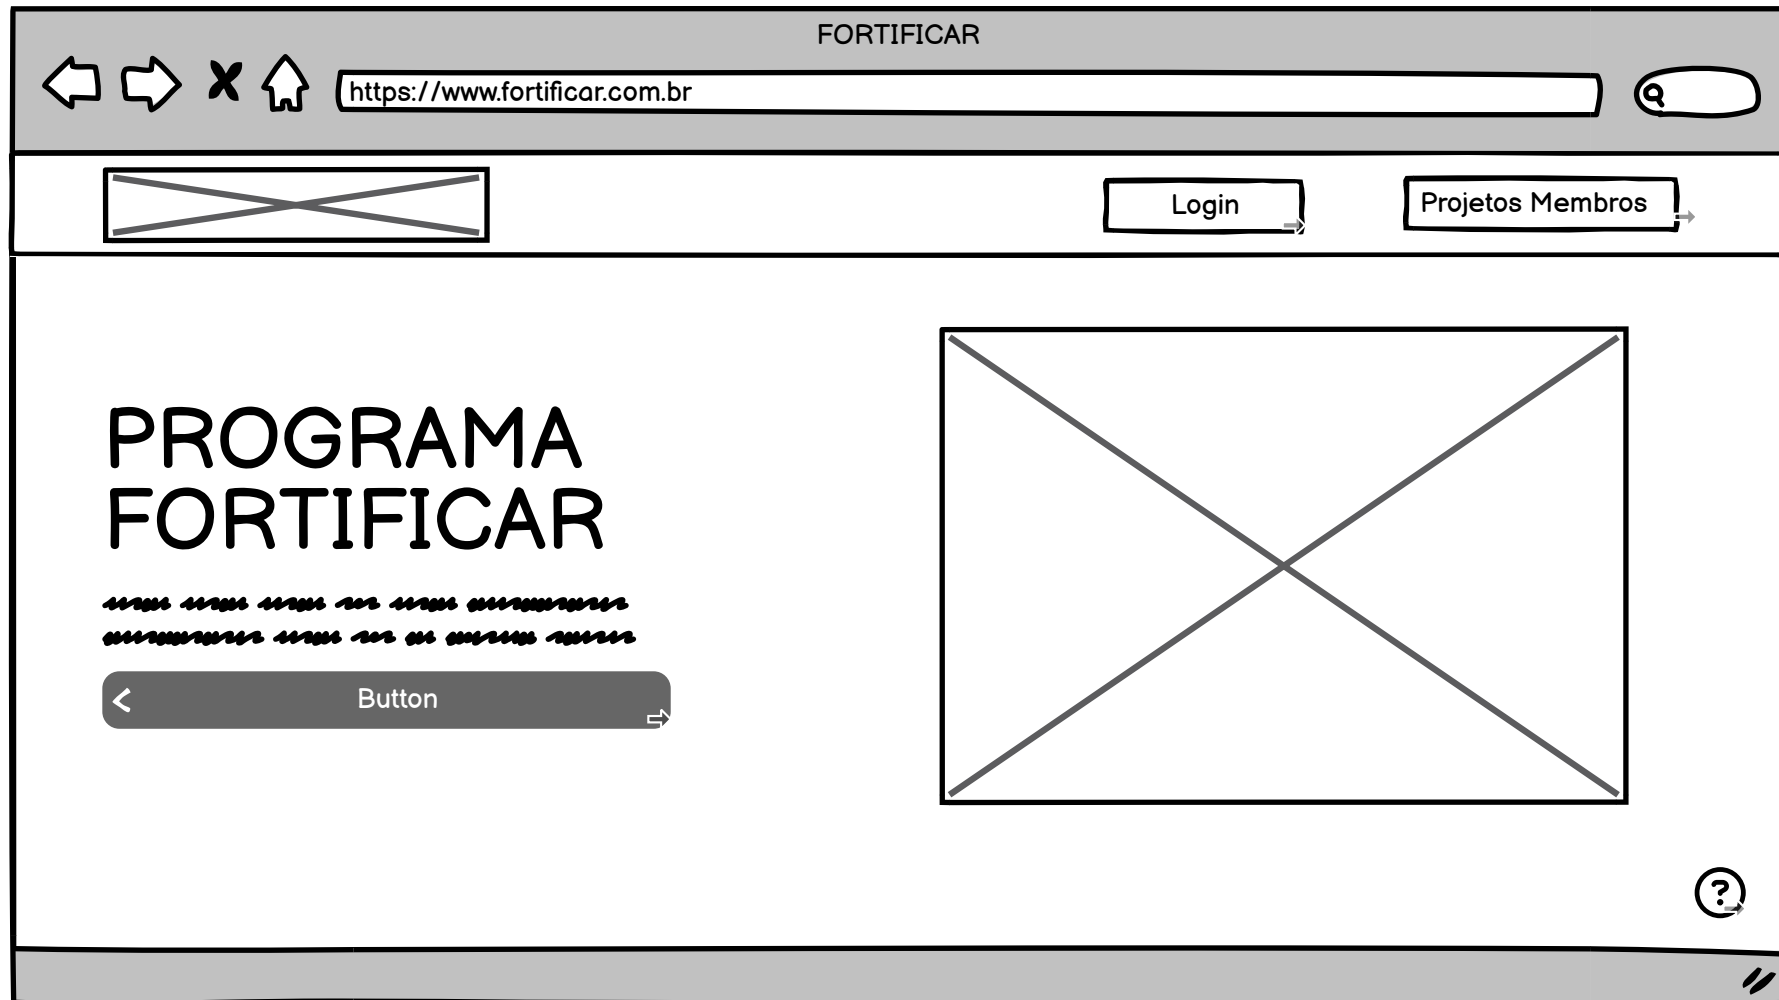 FORTIFICAR
https://www.fortificar.com.br
Login
Projetos Membros
PROGRAMA
FORTIFICAR
Button
?